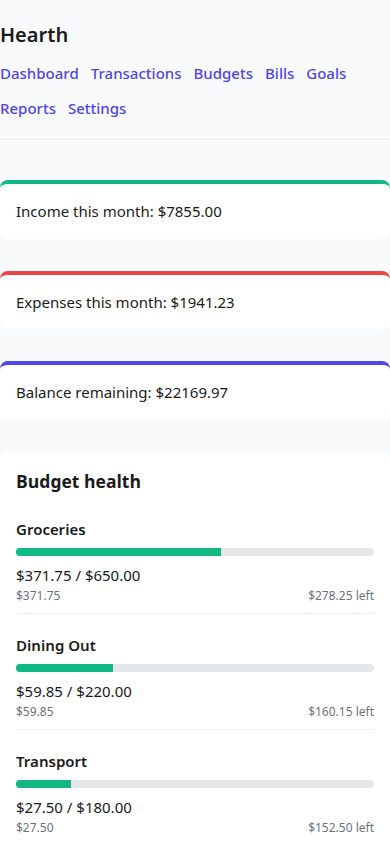 Hearth
Dashboard Transactions Budgets Bills Goals
Reports Settings
Income this month: $7855.00
Expenses this month: $1941.23
Balance remaining: $22169.97
Budget health
Groceries
$371.75 / $650.00
$371.75 $278.25 left
Dining Out
$59.85 / $220.00
$59.85 $160.15 left
Transport
$27.50 / $180.00
$27.50 $152.50 left